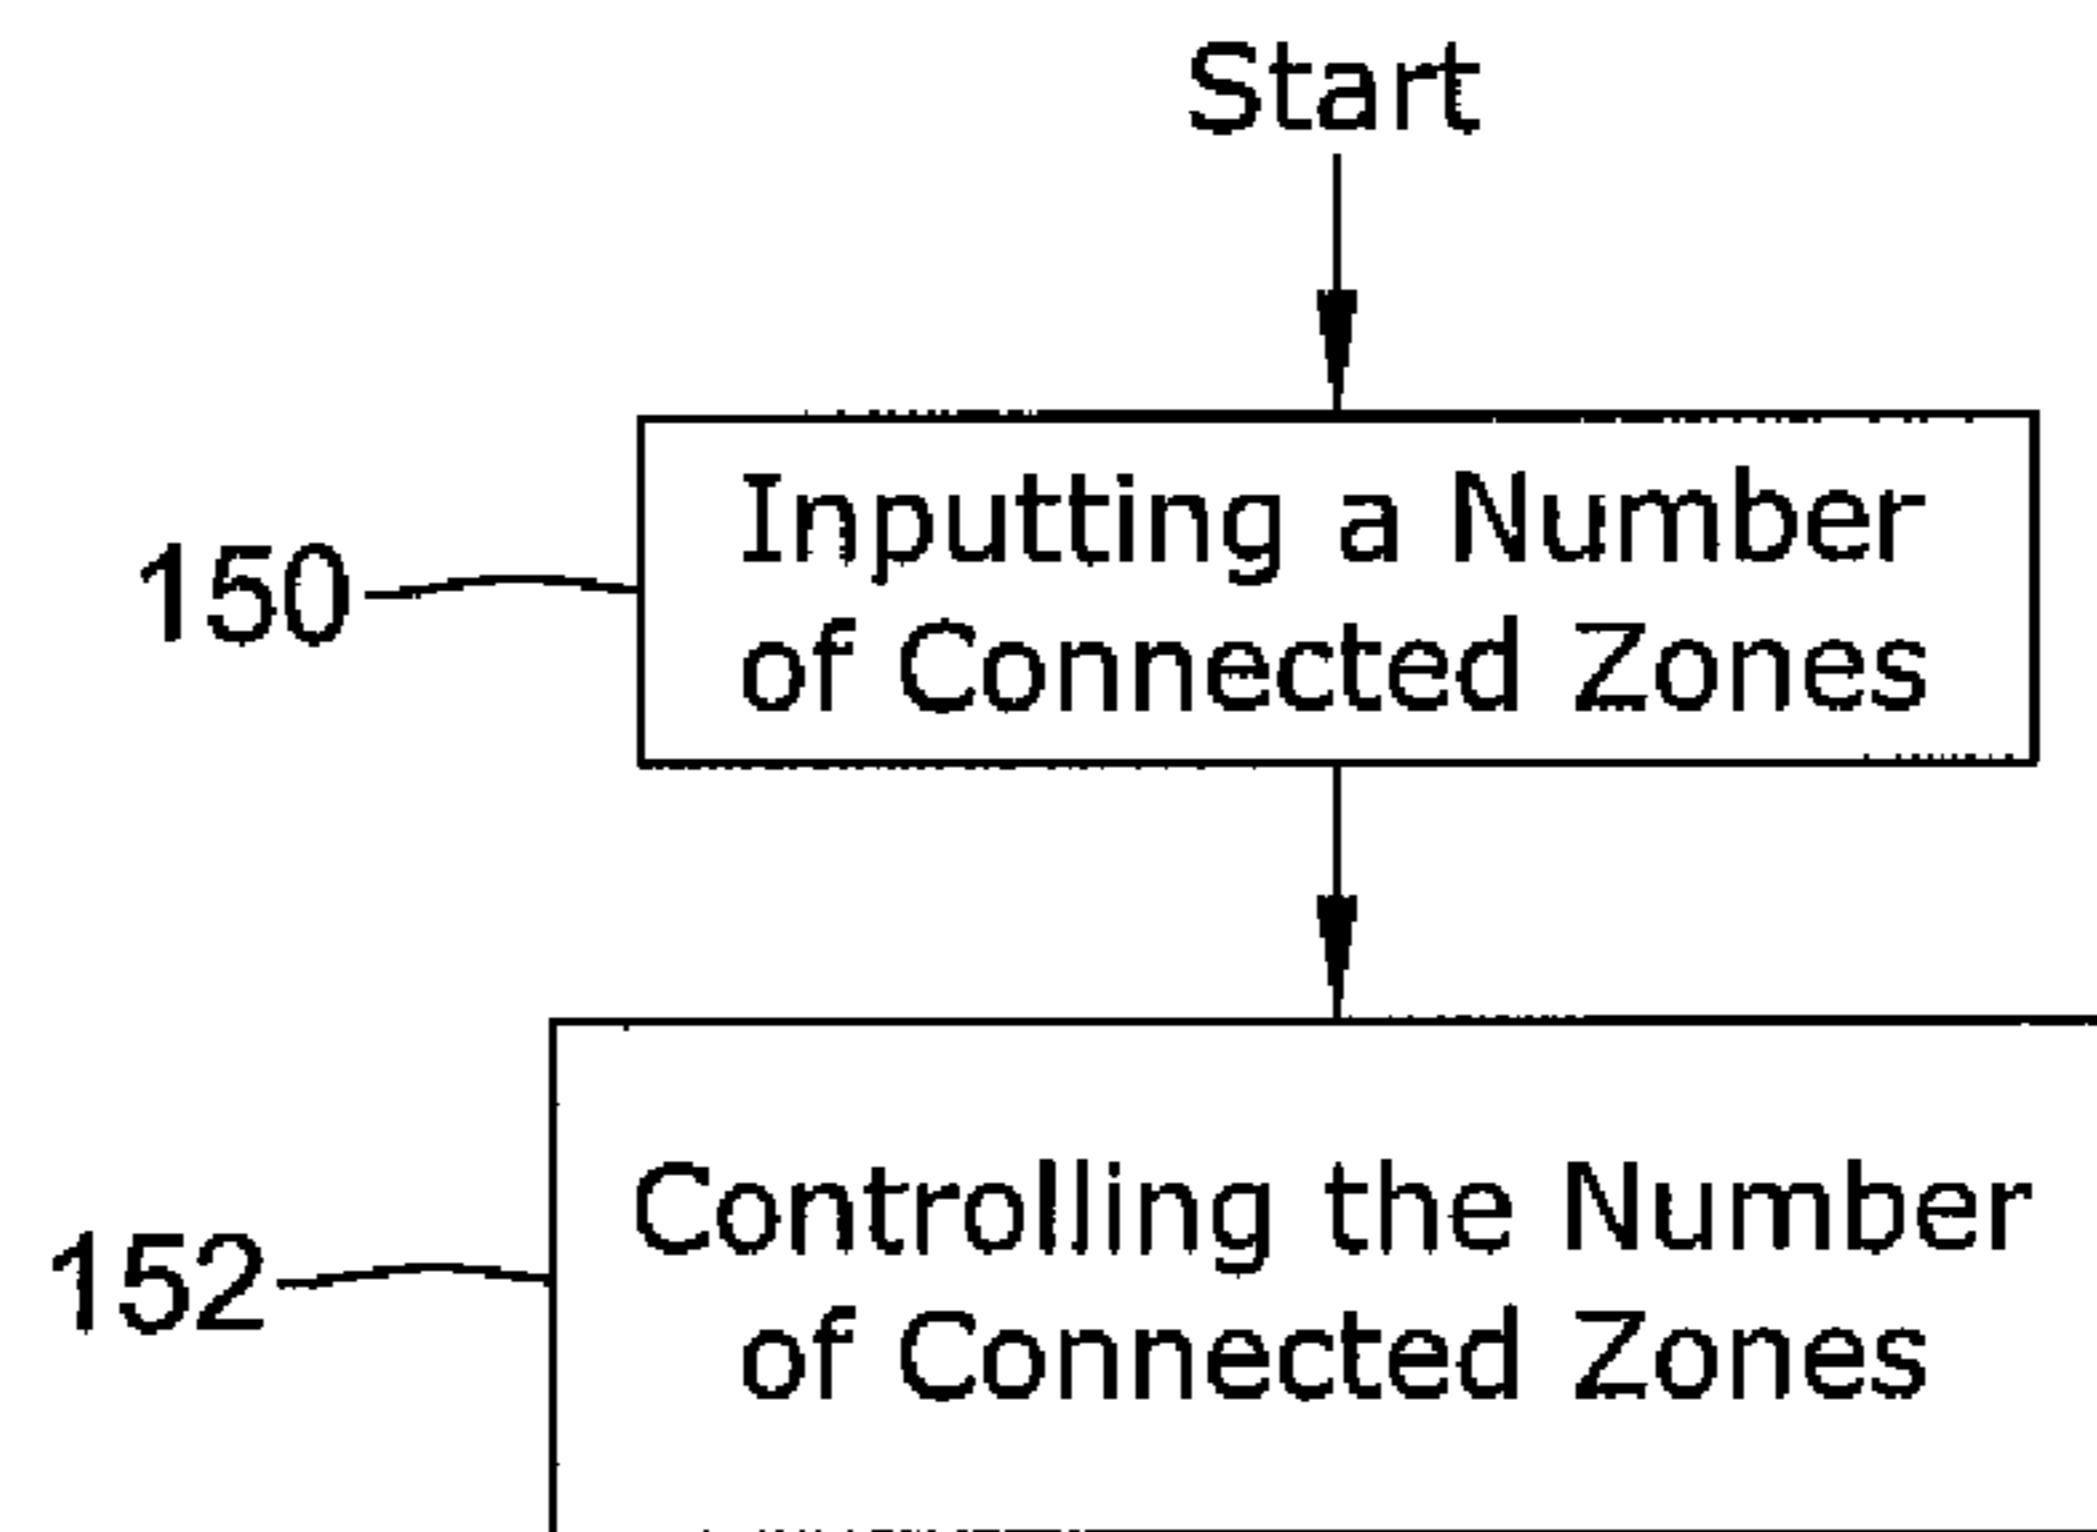 Start
150
Inputting a Number
of Connected Zones
152
Controlling the Number
of Connected Zones